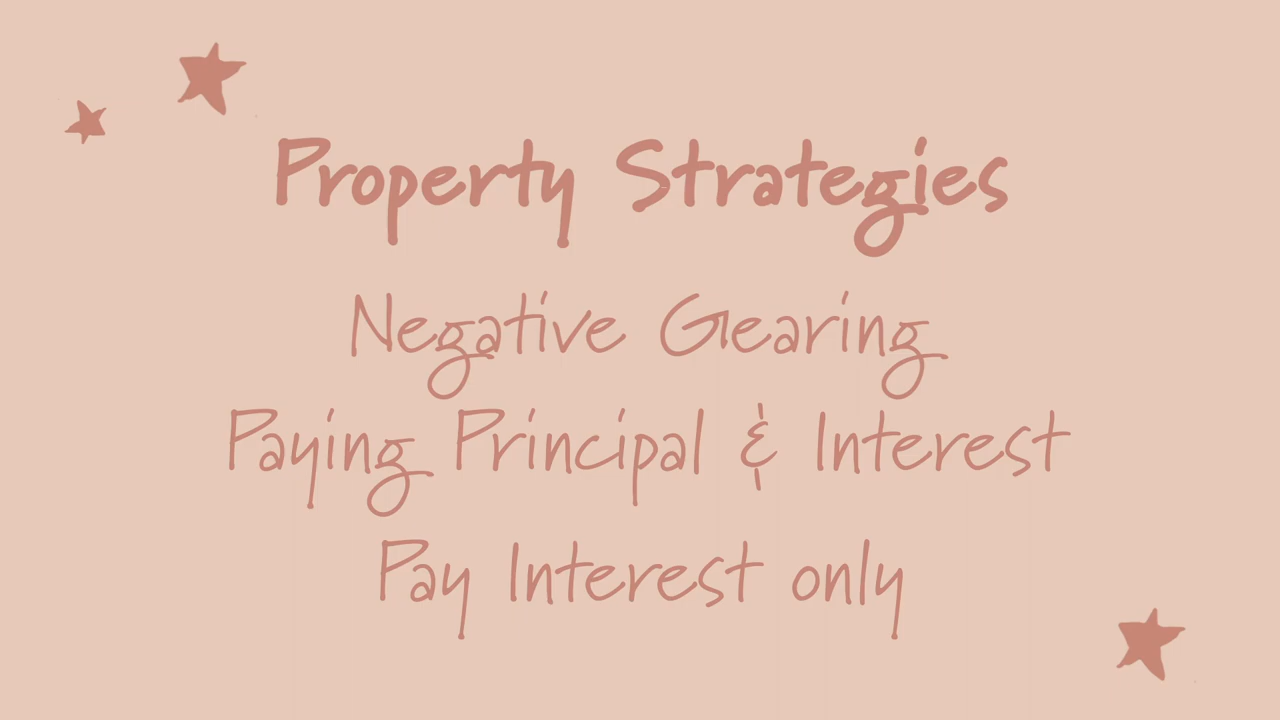 Property Strategies
Negative Gearing
Paying Principal & Interest
Pay Interest only